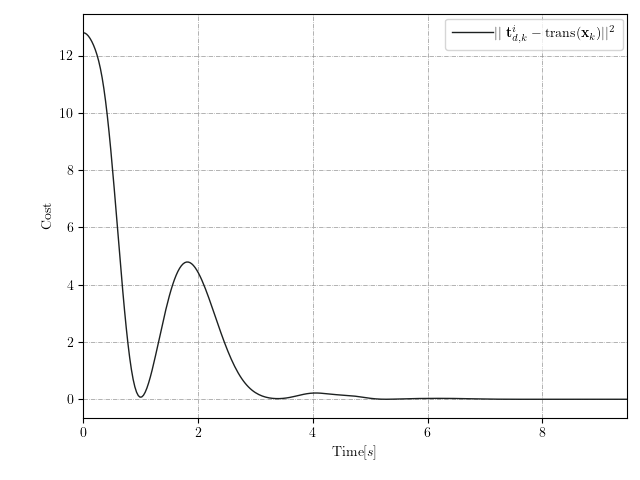 || t^i_{d,k} − trans(x_k)||^2
12
10
8
6
4
2
0
Cost
0 2 4 6 8
Time[s]